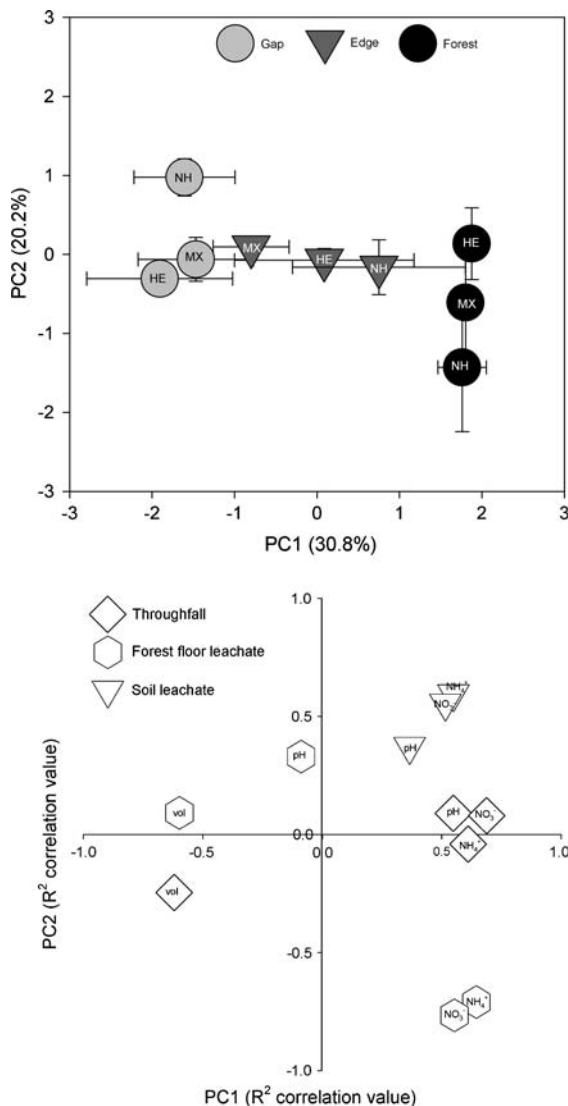 3
Gap Edge Forest
2
1
NH
MX
HE
0
MX
HE
NH
HE
MX
NH
-1
-2
-3
-3 -2 -1 0 1 2 3
PC2 (20.2%)
PC1 (30.8%)
Throughfall
Forest floor leachate
Soil leachate
1.0
NH₄⁺
NO₃⁻
0.5
pH
pH
vol
pH
NO₃⁻
NH₄⁺
0.0
-1.0 -0.5 0.0 0.5 1.0
vol
-0.5
NH₄⁺
NO₃⁻
-1.0
PC2 (R² correlation value)
PC1 (R² correlation value)